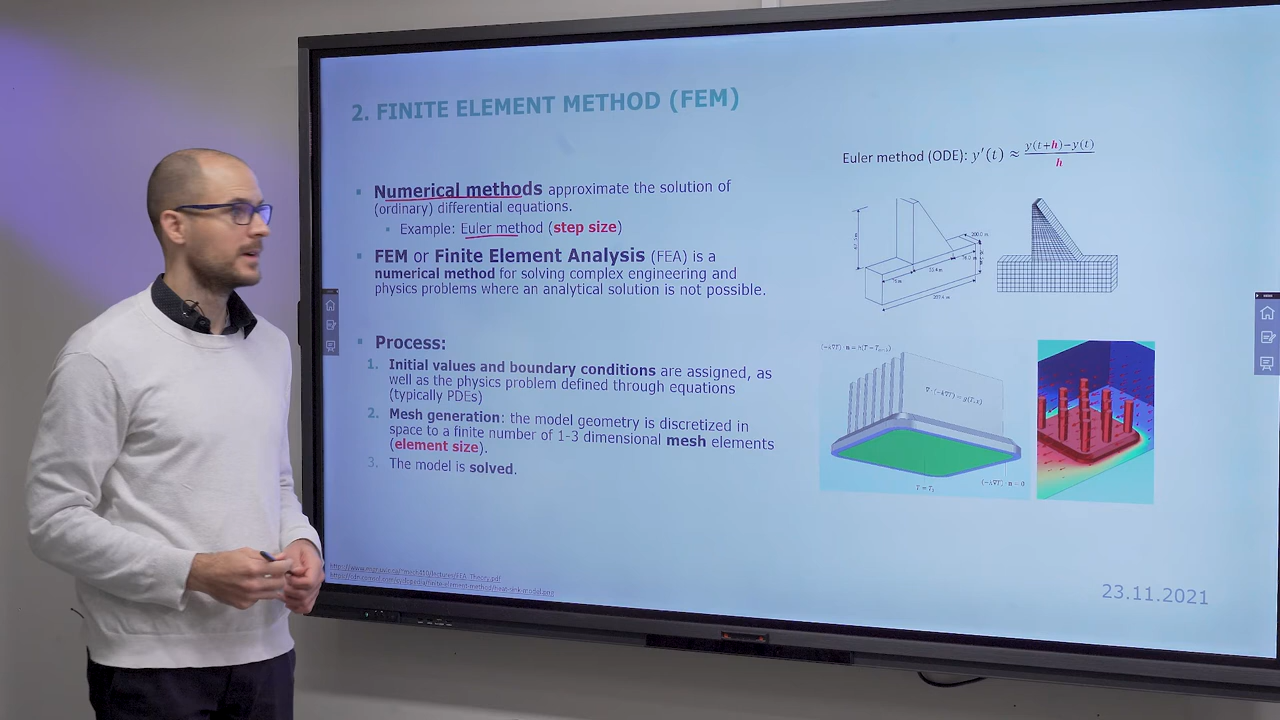 2. FINITE ELEMENT METHOD (FEM)
Numerical methods approximate the solution of
(ordinary) differential equations.
Example: Euler method (step size)
FEM or Finite Element Analysis (FEA) is a
numerical method for solving complex engineering and
physics problems where an analytical solution is not possible.
Process:
1. Initial values and boundary conditions are assigned, as
well as the physics problem defined through equations
(typically PDEs)
2. Mesh generation: the model geometry is discretized in
space to a finite number of 1-3 dimensional mesh elements
(element size).
3. The model is solved.
Euler method (ODE): y'(t) ≈ y(t+h)−y(t) / h
200.0 m
(−k∇T)·n = 0
23.11.2021